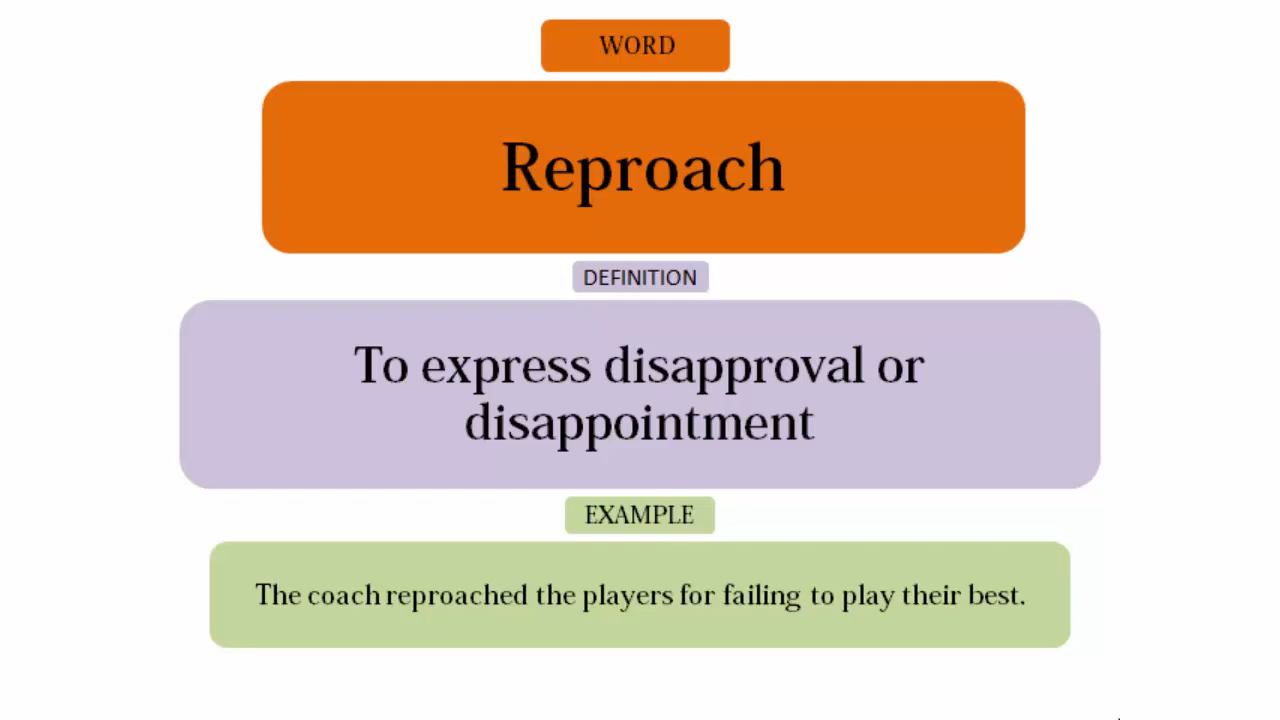 WORD
Reproach
DEFINITION
To express disapproval or
disappointment
EXAMPLE
The coach reproached the players for failing to play their best.